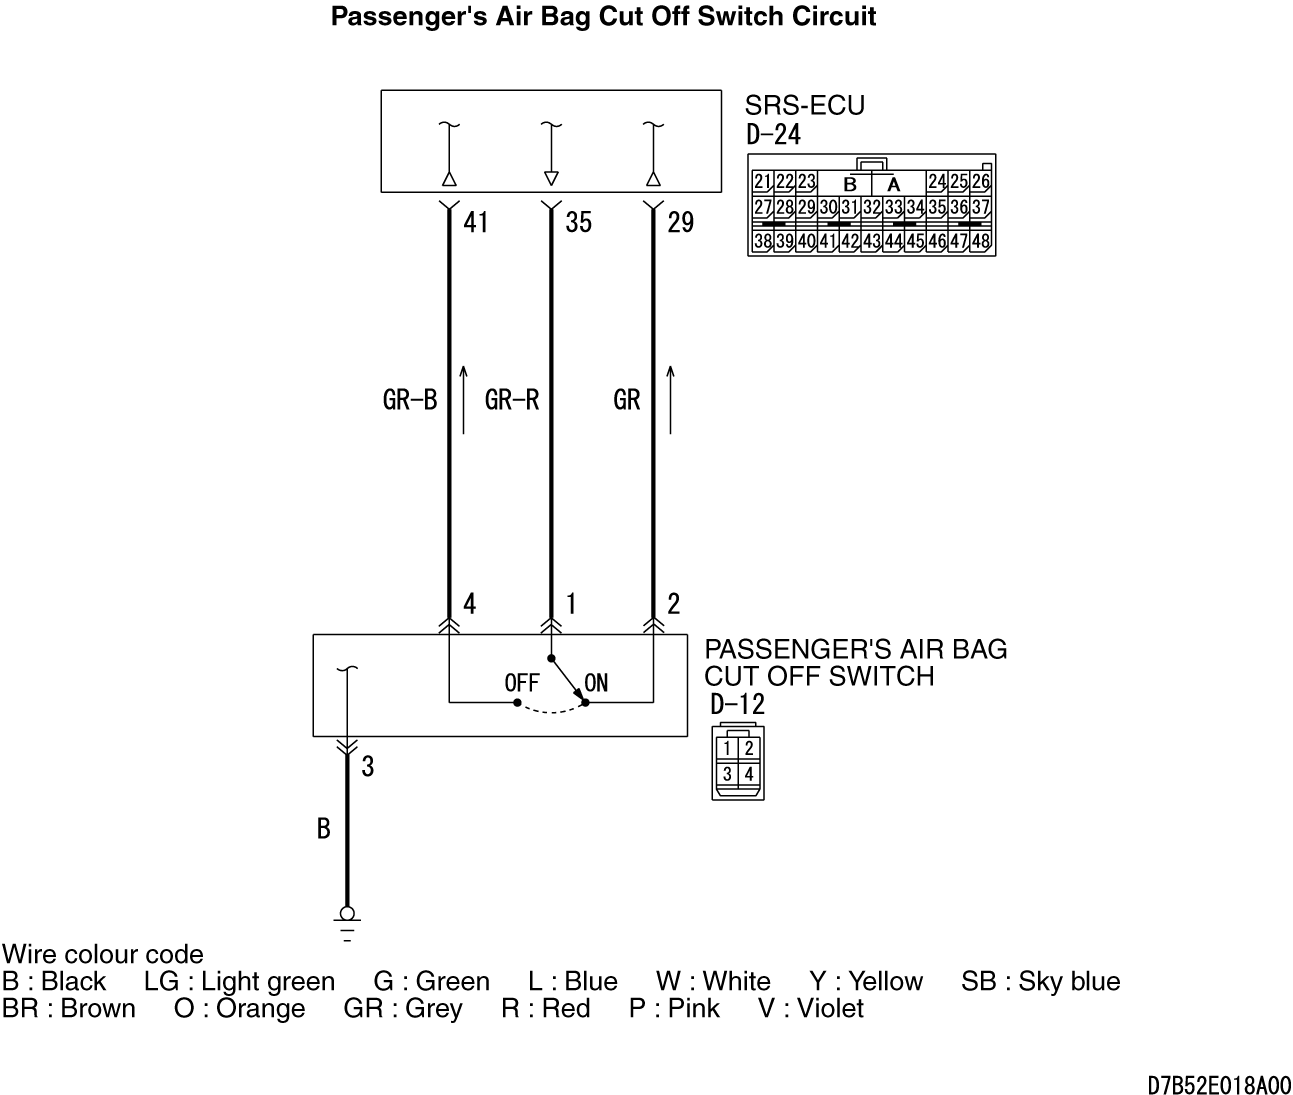 Passenger's Air Bag Cut Off Switch Circuit
SRS-ECU
D-24
21 22 23 B A 24 25 26
27 28 29 30 31 32 33 34 35 36 37
38 39 40 41 42 43 44 45 46 47 48
41 35 29
GR-B GR-R GR
4 1 2
PASSENGER'S AIR BAG
CUT OFF SWITCH
D-12
OFF ON
1 2
3 4
3
B
Wire colour code
B : Black LG : Light green G : Green L : Blue W : White Y : Yellow SB : Sky blue
BR : Brown O : Orange GR : Grey R : Red P : Pink V : Violet
D7B52E018A00